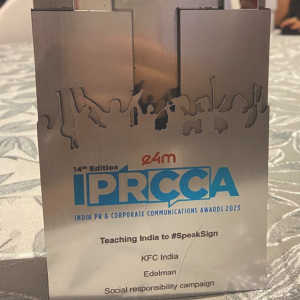 e4m
14th Edition
IPRCCA
INDIA PR & CORPORATE COMMUNICATIONS AWARDS 2023
Teaching India to #SpeakSign
KFC India
Edelman
Social responsibility campaign